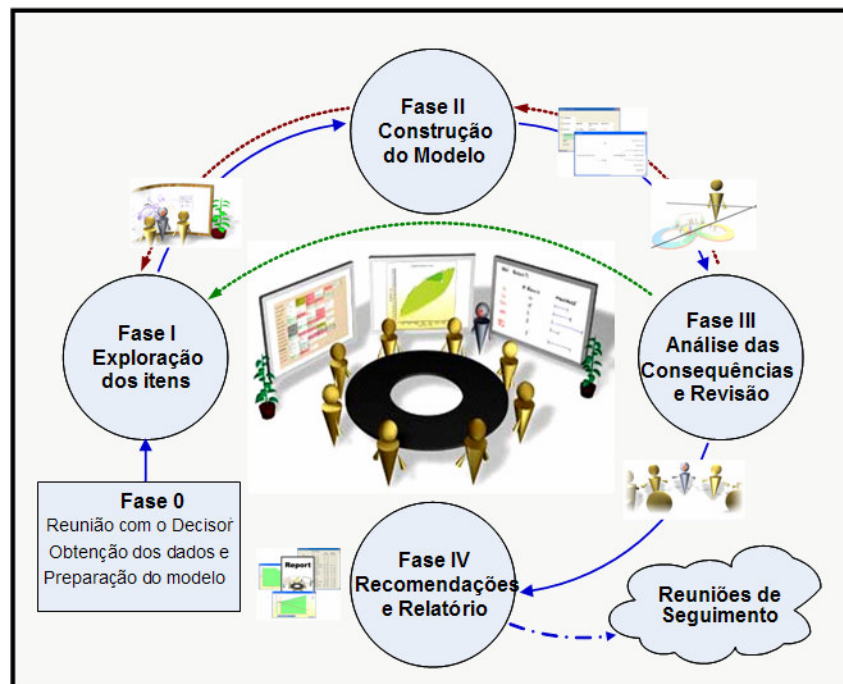 Fase II
Construção
do Modelo
Fase I
Exploração
dos itens
Fase III
Análise das
Consequências
e Revisão
Fase 0
Reunião com o Decisor
Obtenção dos dados e
Preparação do modelo
Fase IV
Recomendações
e Relatório
Report
Reuniões de
Seguimento